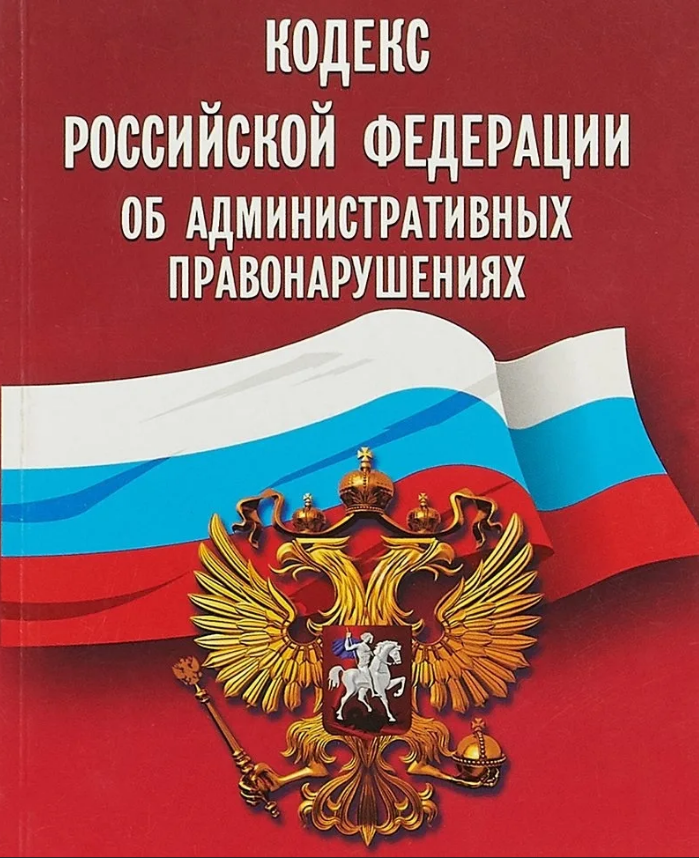 КОДЕКС
РОССИЙСКОЙ ФЕДЕРАЦИИ
ОБ АДМИНИСТРАТИВНЫХ
ПРАВОНАРУШЕНИЯХ